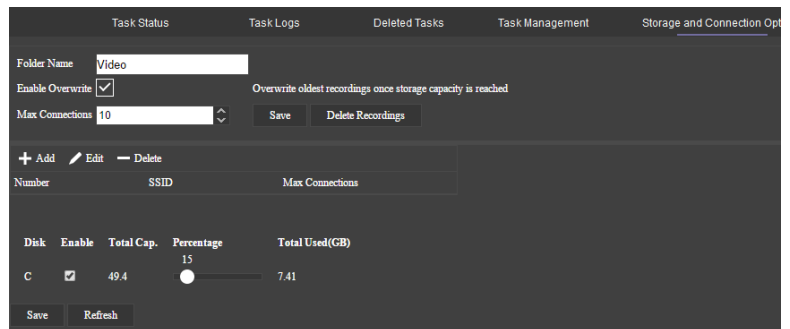 Task Status Task Logs Deleted Tasks Task Management Storage and Connection Opt
Folder Name Video
Enable Overwrite Overwrite oldest recordings once storage capacity is reached
Max Connections 10 Save Delete Recordings
Add Edit Delete
Number SSID Max Connections
Disk Enable Total Cap. Percentage Total Used(GB)
15
C 49.4 7.41
Save Refresh